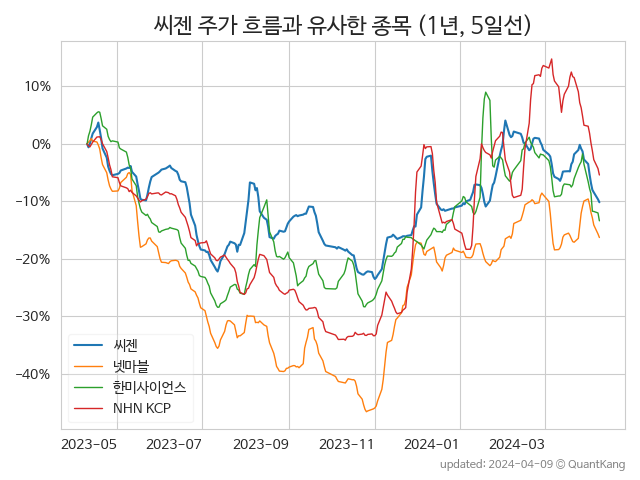 씨젠 주가 흐름과 유사한 종목 (1년, 5일선)
10%
0%
−10%
−20%
−30%
−40%
씨젠
넷마블
한미사이언스
NHN KCP
2023-05
2023-07
2023-09
2023-11
2024-01
2024-03
updated: 2024-04-09 © QuantKang